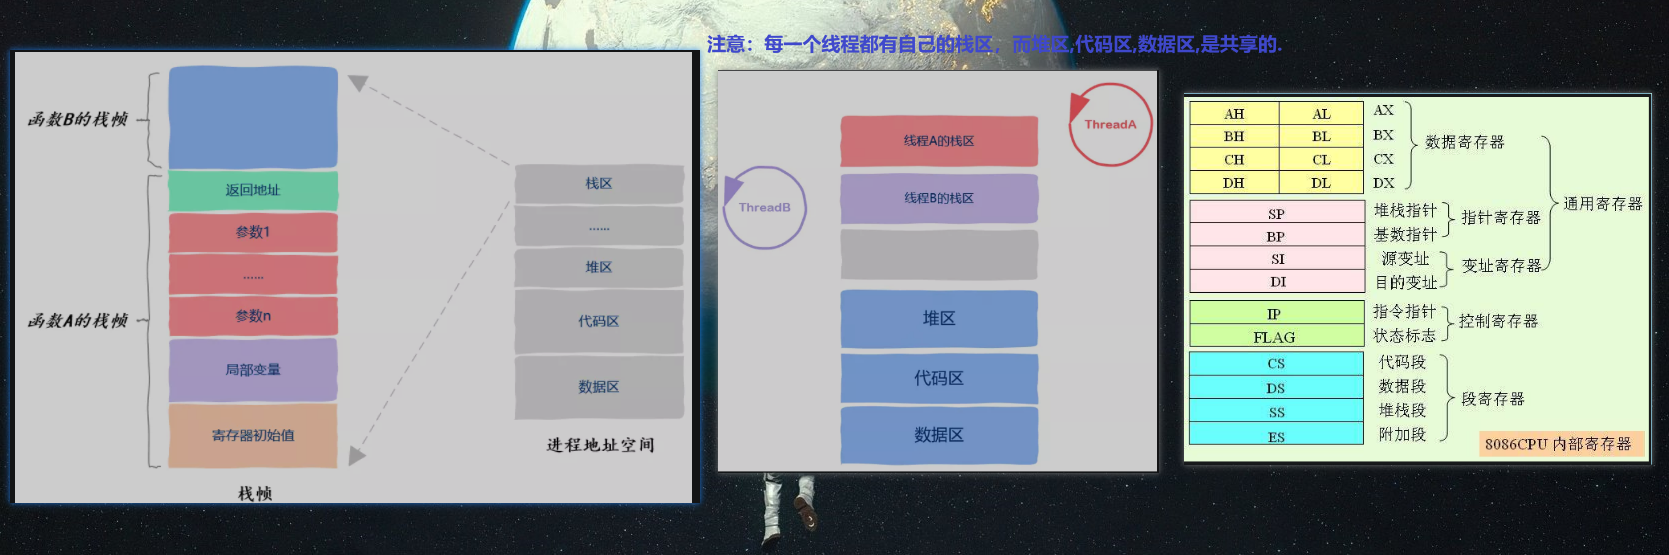 注意：每一个线程都有自己的栈区，而堆区,代码区,数据区,是共享的.
函数B的栈帧
返回地址
参数1
……
参数n
函数A的栈帧
局部变量
寄存器初始值
栈帧
栈区
……
堆区
代码区
数据区
进程地址空间
ThreadA
ThreadB
线程A的栈区
线程B的栈区
堆区
代码区
数据区
AH AL AX
BH BL BX
CH CL CX
DH DL DX
数据寄存器
SP 堆栈指针
BP 基数指针
指针寄存器
SI 源变址
DI 目的变址
变址寄存器
通用寄存器
IP 指令指针
FLAG 状态标志
控制寄存器
CS 代码段
DS 数据段
SS 堆栈段
ES 附加段
段寄存器
8086CPU 内部寄存器